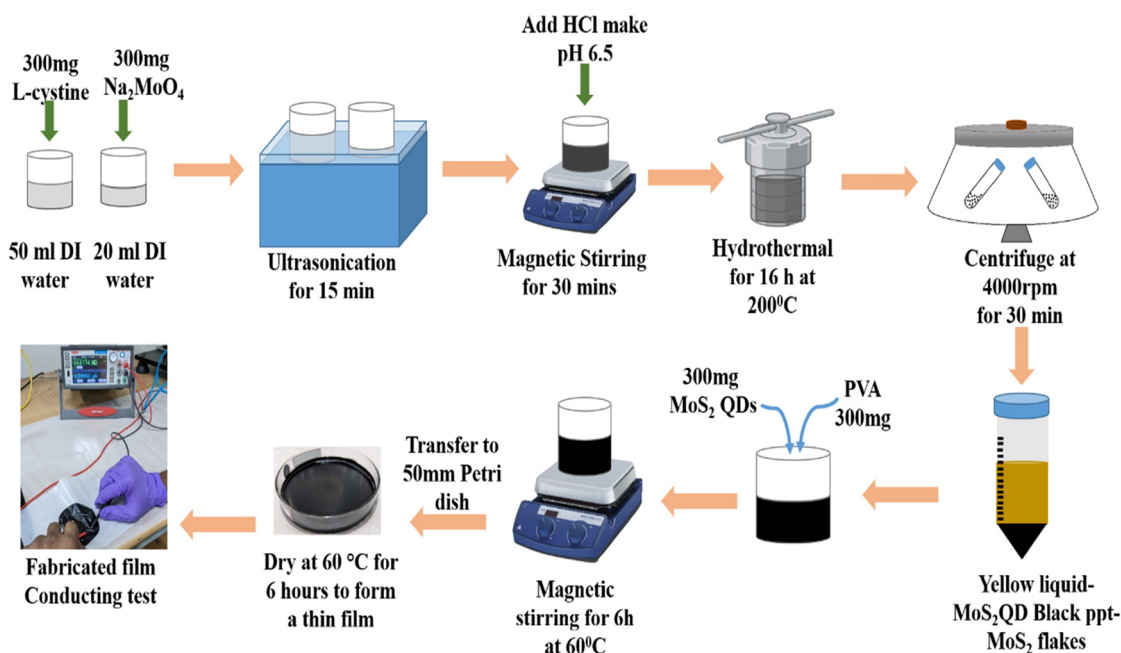 300mg
L-cystine
300mg
Na₂MoO₄
50 ml DI
water
20 ml DI
water
Ultrasonication
for 15 min
Add HCl make
pH 6.5
Magnetic Stirring
for 30 mins
Hydrothermal
for 16 h at
200⁰C
Centrifuge at
4000rpm
for 30 min
Yellow liquid-
MoS₂QD Black ppt-
MoS₂ flakes
300mg
MoS₂ QDs
PVA
300mg
Magnetic
stirring for 6h
at 60⁰C
Transfer to
50mm Petri
dish
Dry at 60 °C for
6 hours to form
a thin film
Fabricated film
Conducting test